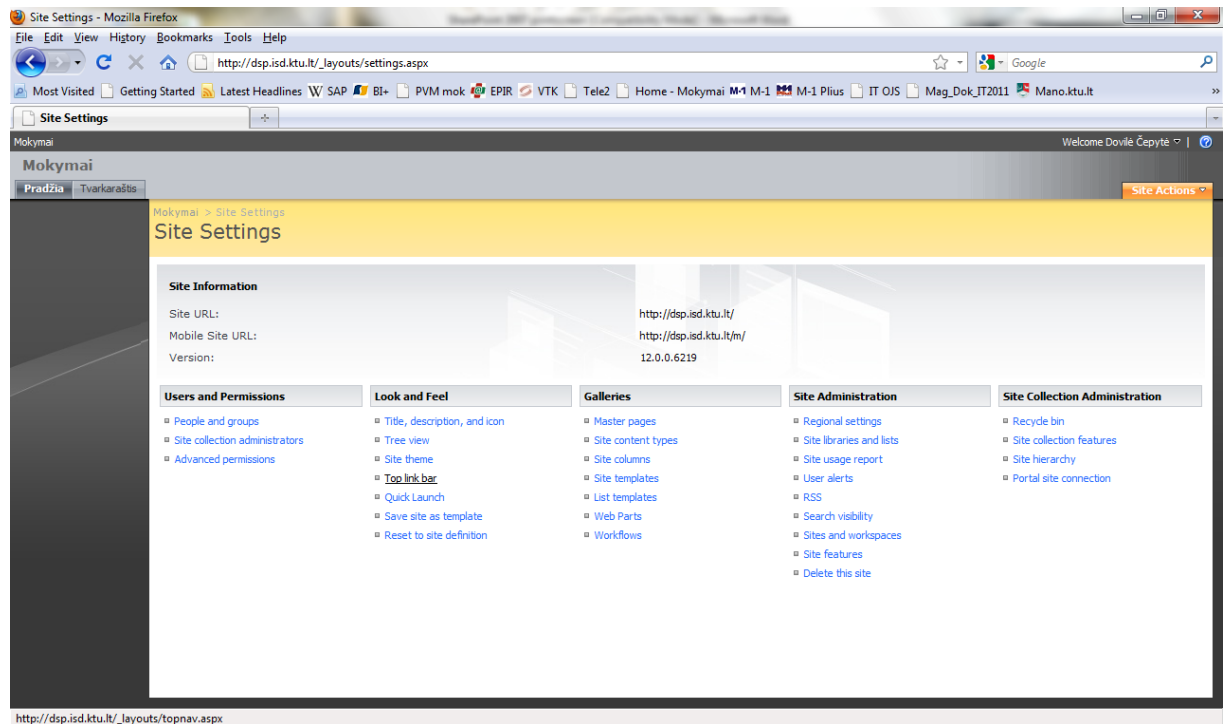 Site Settings - Mozilla Firefox
File Edit View History Bookmarks Tools Help
http://dsp.isd.ktu.lt/_layouts/settings.aspx
Google
Most Visited Getting Started Latest Headlines W SAP BI+ PVM mok EPIR VTK Tele2 Home - Mokymai M-1 M-1 M-1 Plius IT OJS Mag_Dok_IT2011 Mano.ktu.lt »
Site Settings
Mokymai Welcome Dovilė Čepytė
Mokymai
Pradžia Tvarkaraštis Site Actions
Mokymai > Site Settings
Site Settings
Site Information
Site URL: http://dsp.isd.ktu.lt/
Mobile Site URL: http://dsp.isd.ktu.lt/m/
Version: 12.0.0.6219
Users and Permissions
People and groups
Site collection administrators
Advanced permissions
Look and Feel
Title, description, and icon
Tree view
Site theme
Top link bar
Quick Launch
Save site as template
Reset to site definition
Galleries
Master pages
Site content types
Site columns
Site templates
List templates
Web Parts
Workflows
Site Administration
Regional settings
Site libraries and lists
Site usage report
User alerts
RSS
Search visibility
Sites and workspaces
Site features
Delete this site
Site Collection Administration
Recycle bin
Site collection features
Site hierarchy
Portal site connection
http://dsp.isd.ktu.lt/_layouts/topnav.aspx